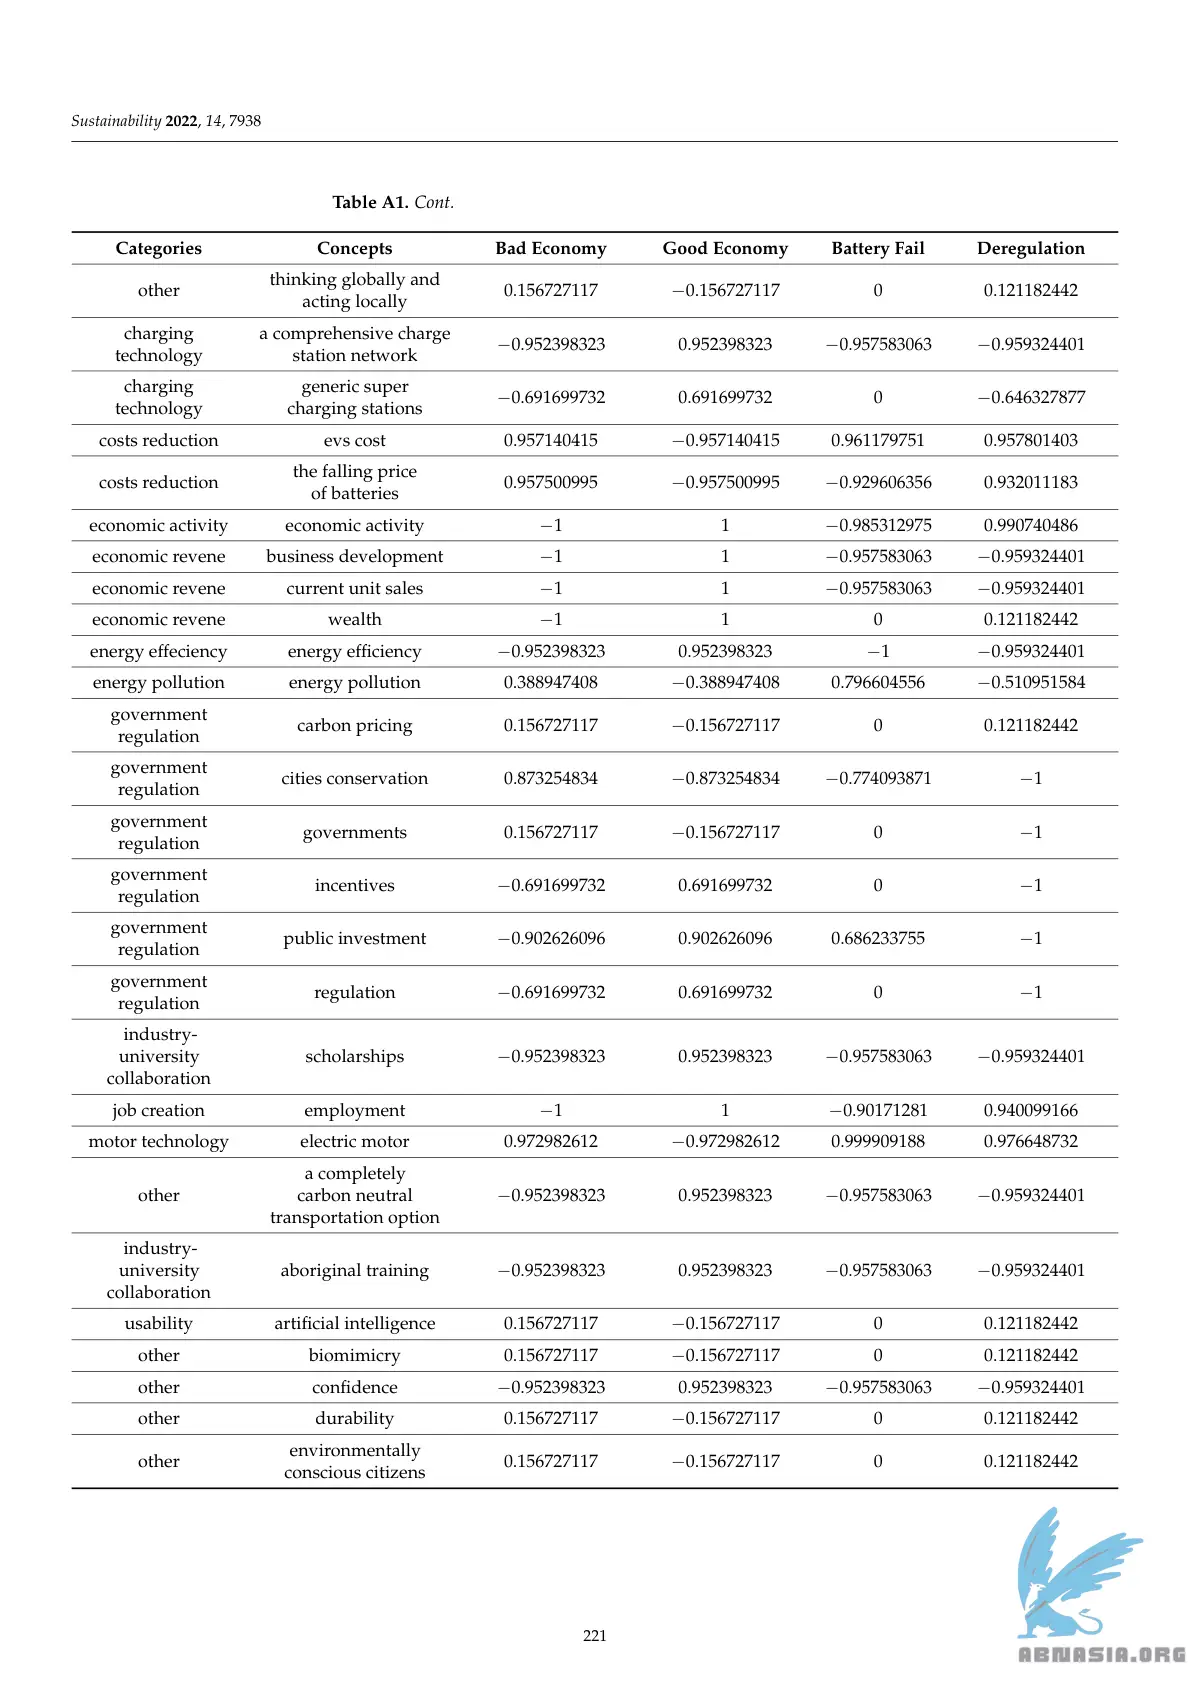 Sustainability 2022, 14, 7938
Table A1. Cont.
Categories Concepts Bad Economy Good Economy Battery Fail Deregulation
other thinking globally and acting locally 0.156727117 −0.156727117 0 0.121182442
charging technology a comprehensive charge station network −0.952398323 0.952398323 −0.957583063 −0.959324401
charging technology generic super charging stations −0.691699732 0.691699732 0 −0.646327877
costs reduction evs cost 0.957140415 −0.957140415 0.961179751 0.957801403
costs reduction the falling price of batteries 0.957500995 −0.957500995 −0.929606356 0.932011183
economic activity economic activity −1 1 −0.985312975 0.990740486
economic revene business development −1 1 −0.957583063 −0.959324401
economic revene current unit sales −1 1 −0.957583063 −0.959324401
economic revene wealth −1 1 0 0.121182442
energy effeciency energy efficiency −0.952398323 0.952398323 −1 −0.959324401
energy pollution energy pollution 0.388947408 −0.388947408 0.796604556 −0.510951584
government regulation carbon pricing 0.156727117 −0.156727117 0 0.121182442
government regulation cities conservation 0.873254834 −0.873254834 −0.774093871 −1
government regulation governments 0.156727117 −0.156727117 0 −1
government regulation incentives −0.691699732 0.691699732 0 −1
government regulation public investment −0.902626096 0.902626096 0.686233755 −1
government regulation regulation −0.691699732 0.691699732 0 −1
industry-university collaboration scholarships −0.952398323 0.952398323 −0.957583063 −0.959324401
job creation employment −1 1 −0.90171281 0.940099166
motor technology electric motor 0.972982612 −0.972982612 0.999909188 0.976648732
other a completely carbon neutral transportation option −0.952398323 0.952398323 −0.957583063 −0.959324401
industry-university collaboration aboriginal training −0.952398323 0.952398323 −0.957583063 −0.959324401
usability artificial intelligence 0.156727117 −0.156727117 0 0.121182442
other biomimicry 0.156727117 −0.156727117 0 0.121182442
other confidence −0.952398323 0.952398323 −0.957583063 −0.959324401
other durability 0.156727117 −0.156727117 0 0.121182442
other environmentally conscious citizens 0.156727117 −0.156727117 0 0.121182442
221
ABNASIA.ORG